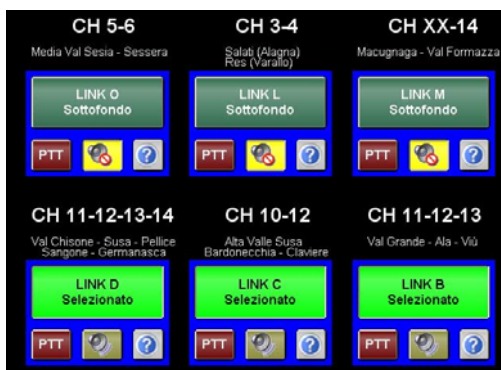 CH 5-6
Media Val Sesia - Sessera
LINK O
Sottofondo
PTT
?
CH 3-4
Salati (Alagna)
Res (Varallo)
LINK L
Sottofondo
PTT
?
CH XX-14
Macugnaga - Val Formazza
LINK M
Sottofondo
PTT
?
CH 11-12-13-14
Val Chisone - Susa - Pellice
Sangone - Germanasca
LINK D
Selezionato
PTT
?
CH 10-12
Alta Valle Susa
Bardonecchia - Claviere
LINK C
Selezionato
PTT
?
CH 11-12-13
Val Grande - Ala - Viù
LINK B
Selezionato
PTT
?